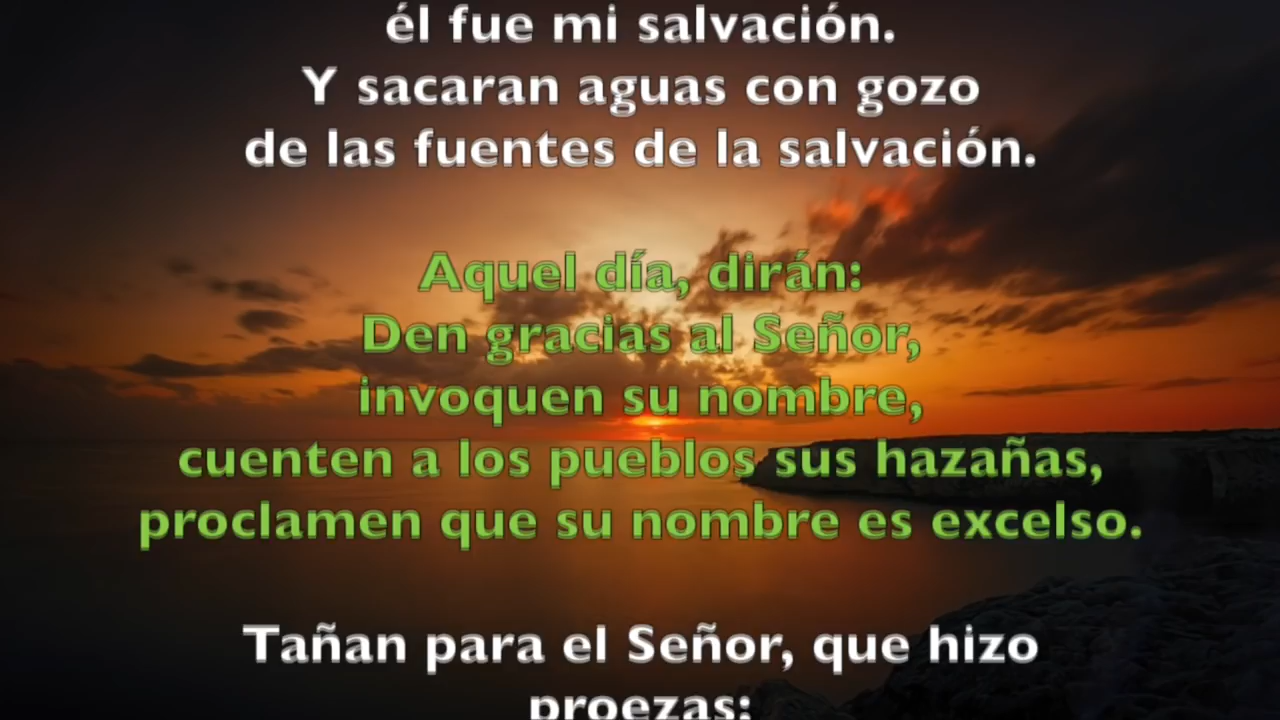 él fue mi salvación.
Y sacaran aguas con gozo
de las fuentes de la salvación.
Aquel día, dirán:
Den gracias al Señor,
invoquen su nombre,
cuenten a los pueblos sus hazañas,
proclamen que su nombre es excelso.
Tañan para el Señor, que hizo
proezas: